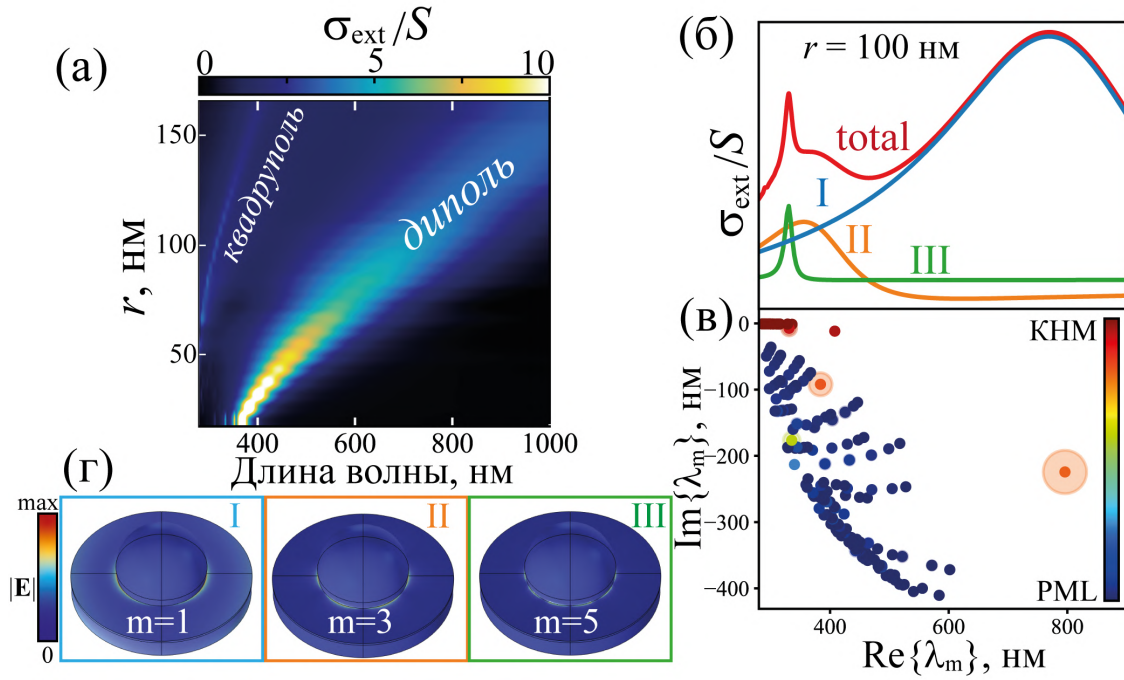 (а)
σext/S
0 5 10
r, нм
150
100
50
квадруполь
диполь
400 600 800 1000
Длина волны, нм
(б)
r = 100 нм
σext/S
total
I
II
III
(в)
КНМ
PML
Im{λm}, нм
0
−100
−200
−300
−400
400 600 800
Re{λm}, нм
(г)
max
|E|
0
I
m=1
II
m=3
III
m=5